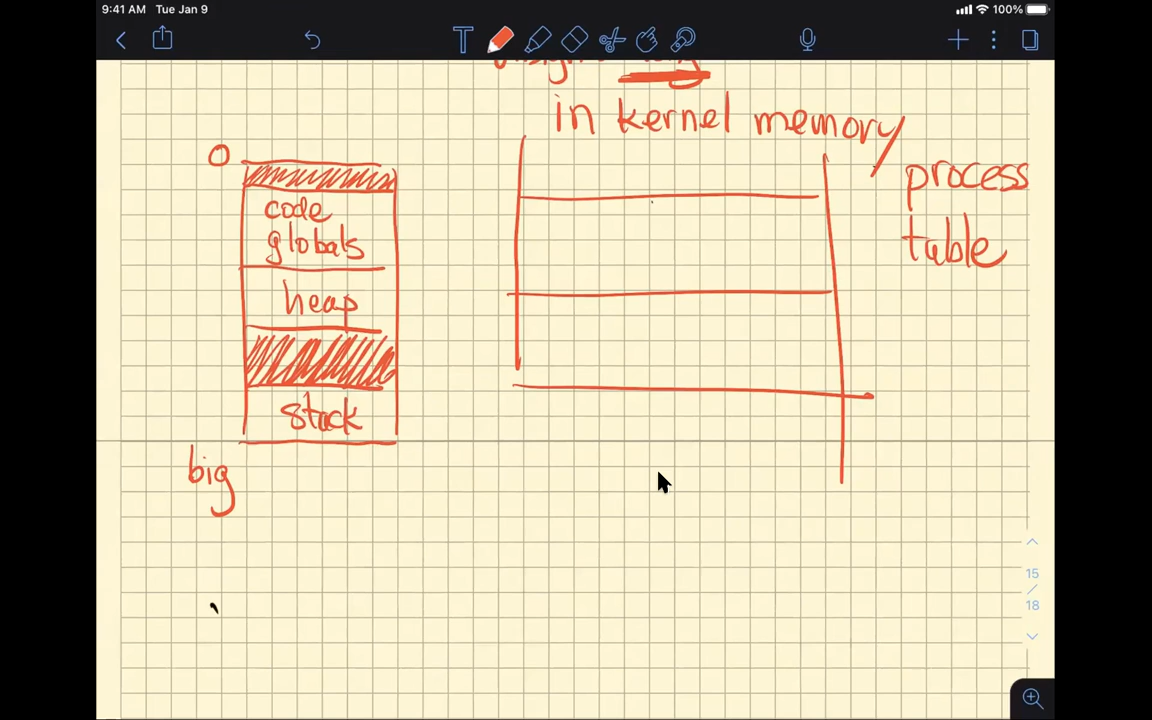 9:41 AM Tue Jan 9
100%
T
in kernel memory
process
table
0
code
globals
heap
stack
big
15
/
18